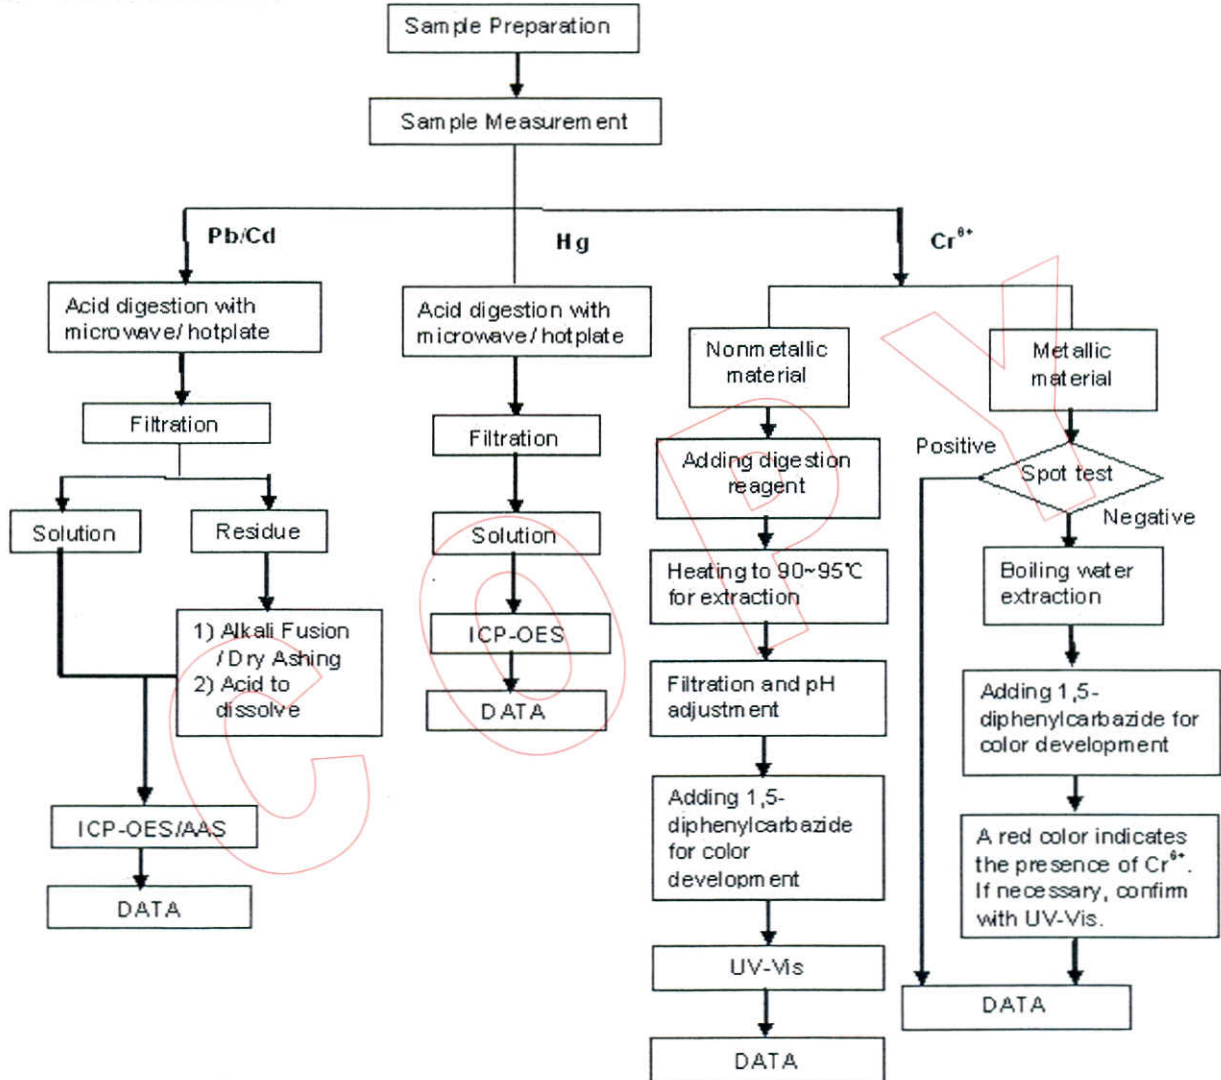 Sample Preparation
Sample Measurement
Pb/Cd
Hg
Cr⁶⁺
Acid digestion with
microwave/ hotplate
Filtration
Solution
Residue
1) Alkali Fusion
/ Dry Ashing
2) Acid to
dissolve
ICP-OES/AAS
DATA
Acid digestion with
microwave/ hotplate
Filtration
Solution
ICP-OES
DATA
Nonmetallic
material
Adding digestion
reagent
Heating to 90~95℃
for extraction
Filtration and pH
adjustment
Adding 1,5-
diphenylcarbazide
for color
development
UV-Vis
DATA
Metallic
material
Positive
Spot test
Negative
Boiling water
extraction
Adding 1,5-
diphenylcarbazide for
color development
A red color indicates
the presence of Cr⁶⁺.
If necessary, confirm
with UV-Vis.
DATA
COPY